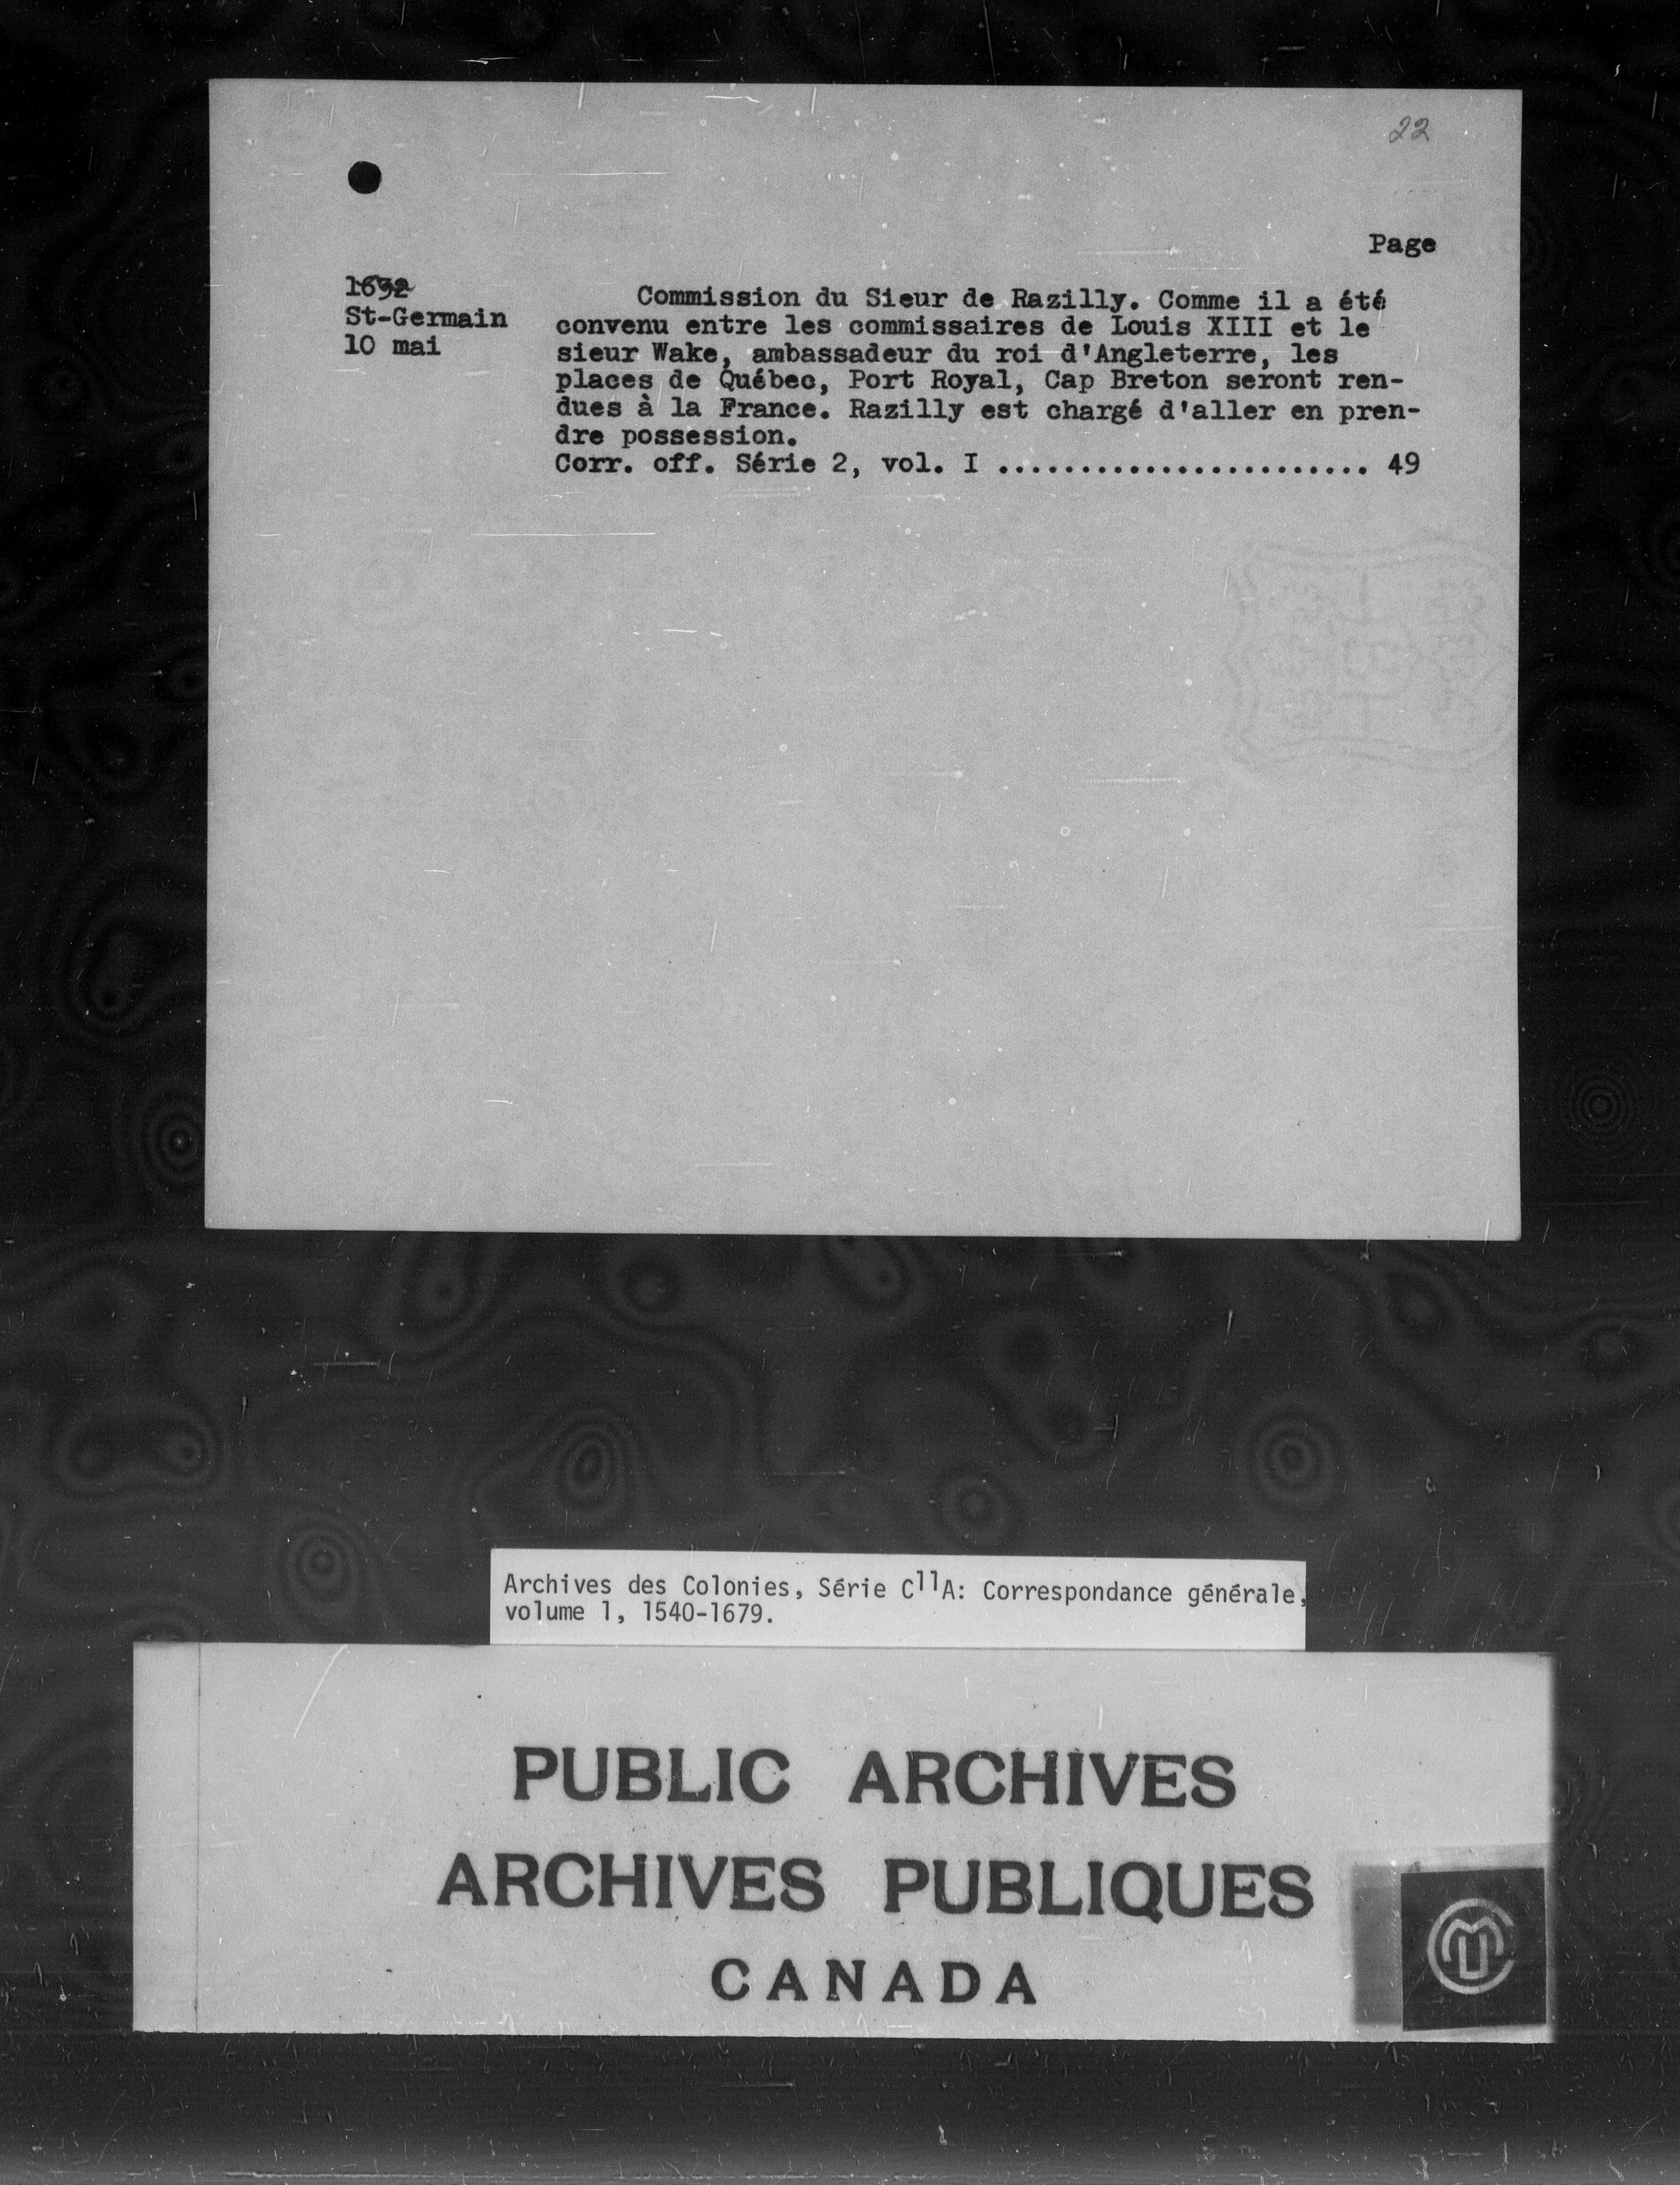 22
Page
1632
St-Germain
10 mai
Commission du Sieur de Razilly. Comme il a été
convenu entre les commissaires de Louis XIII et le
sieur Wake, ambassadeur du roi d'Angleterre, les
places de Québec, Port Royal, Cap Breton seront ren-
dues à la France. Razilly est chargé d'aller en pren-
dre possession.
Corr. off. Série 2, vol. I ....................... 49
Archives des Colonies, Série C11A: Correspondance générale,
volume 1, 1540-1679.
PUBLIC ARCHIVES
ARCHIVES PUBLIQUES
CANADA